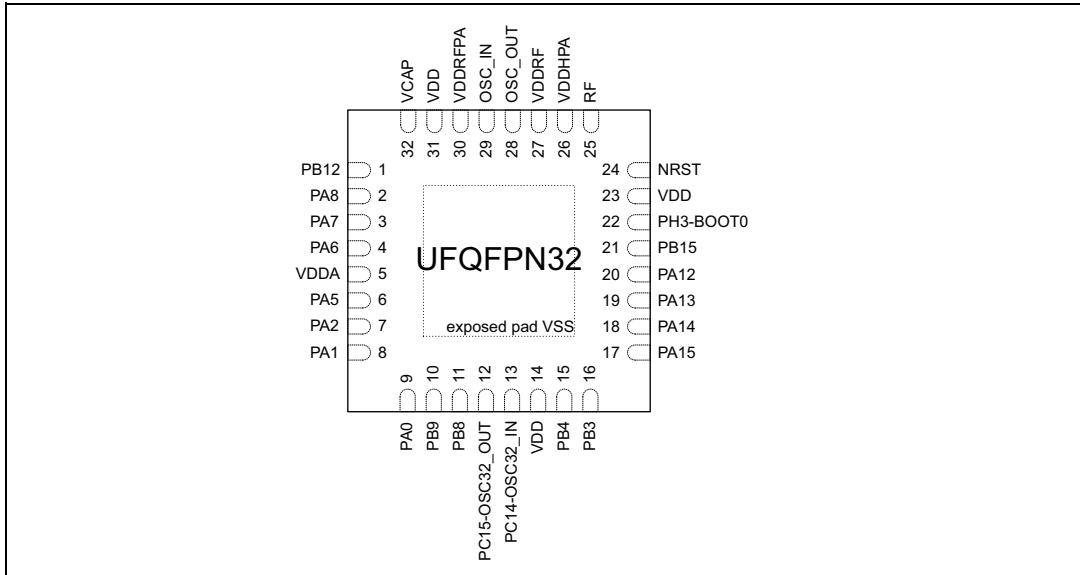 VCAP
VDD
VDDRFPA
OSC_IN
OSC_OUT
VDDRF
VDDHPA
RF
32
31
30
29
28
27
26
25
PB12 1
PA8 2
PA7 3
PA6 4
VDDA 5
PA5 6
PA2 7
PA1 8
UFQFPN32
exposed pad VSS
24 NRST
23 VDD
22 PH3-BOOT0
21 PB15
20 PA12
19 PA13
18 PA14
17 PA15
9
10
11
12
13
14
15
16
PA0
PB9
PB8
PC15-OSC32_OUT
PC14-OSC32_IN
VDD
PB4
PB3